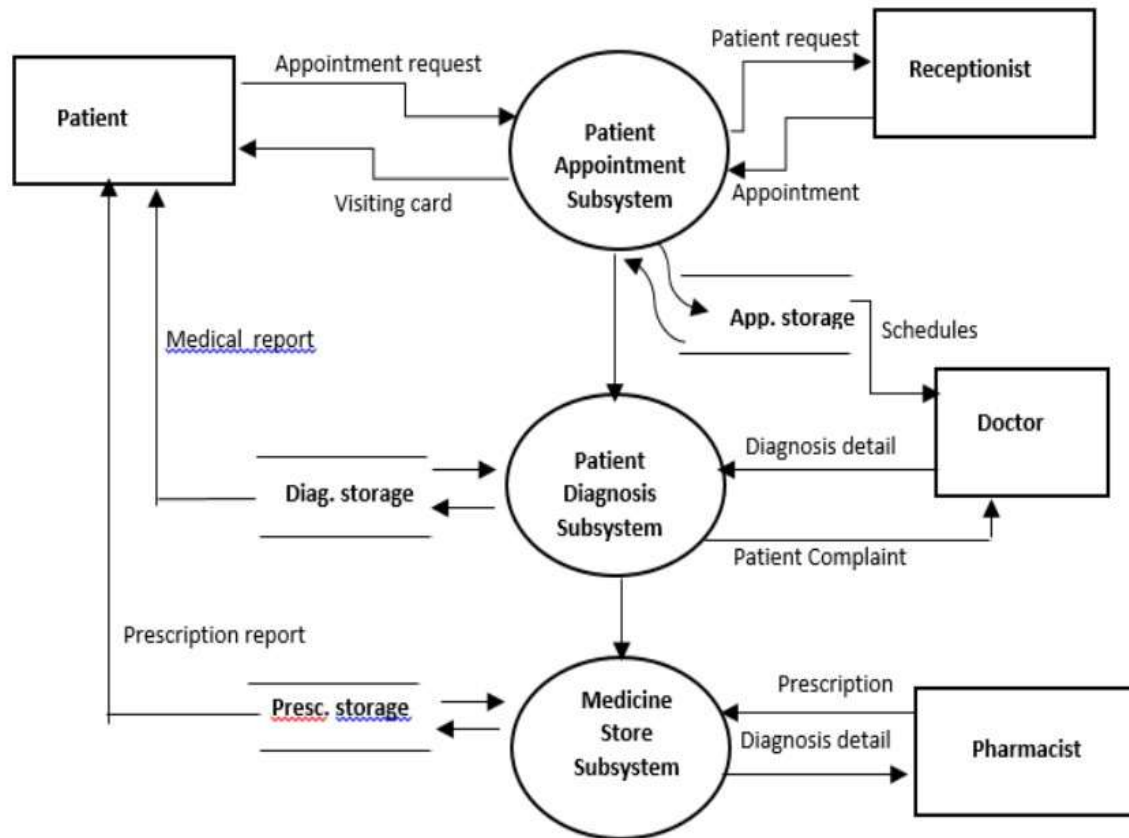 Patient request
Receptionist
Appointment request
Patient
Patient
Appointment
Subsystem
Visiting card
Appointment
App. storage
Schedules
Medical  report
Doctor
Diagnosis detail
Patient
Diagnosis
Subsystem
Diag. storage
Patient Complaint
Prescription report
Prescription
Medicine
Store
Subsystem
Presc. storage
Diagnosis detail
Pharmacist